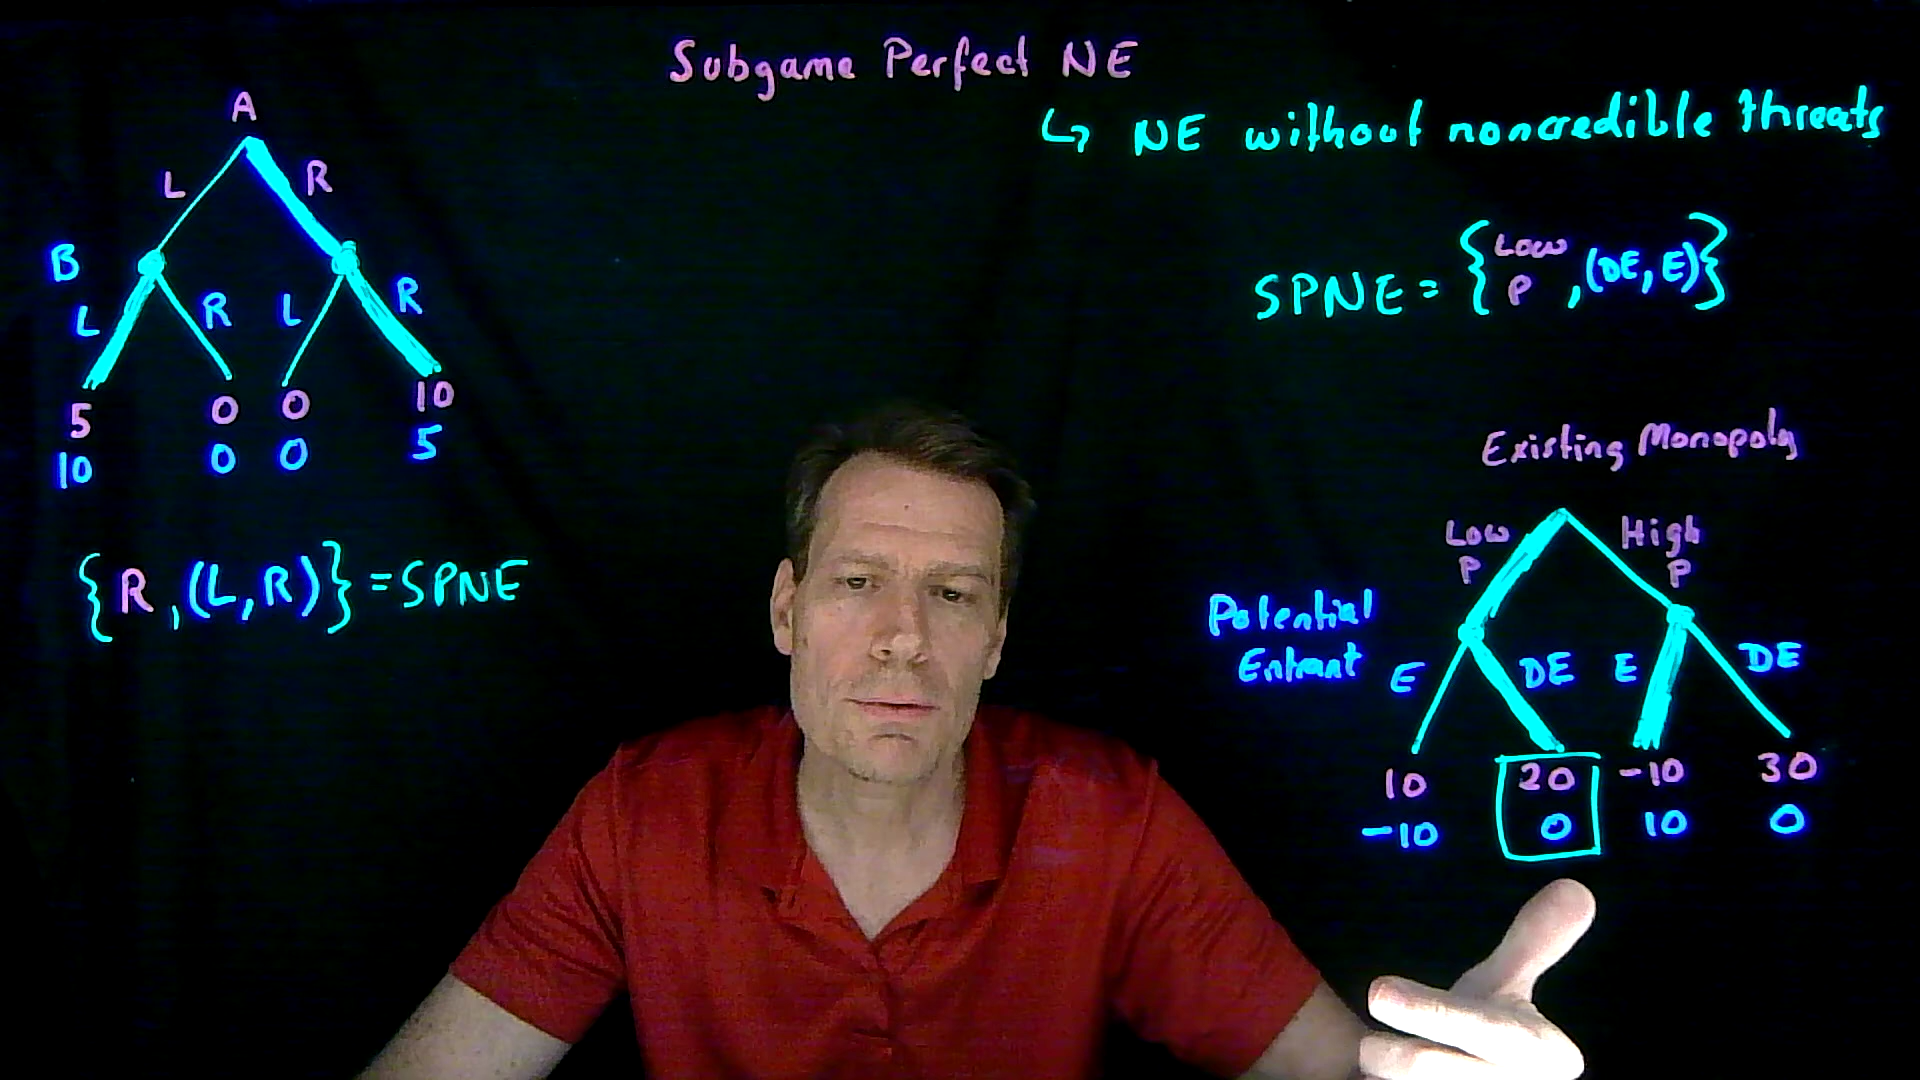 Subgame Perfect NE
↳ NE without noncredible threats
A
L R
B
L R L R
5 0 0 10
10 0 0 5
{R, (L, R)} = SPNE
SPNE = {Low P, (DE, E)}
Existing Monopoly
Low P High P
Potential
Entrant
E DE E DE
10 20 -10 30
-10 0 10 0